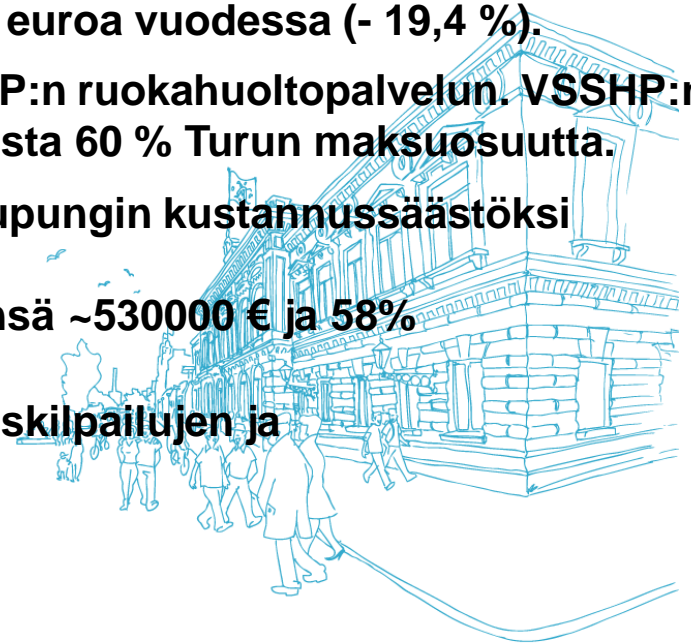 euroa vuodessa (- 19,4 %).
P:n ruokahuoltopalvelun. VSSHP:n
sta 60 % Turun maksuosuutta.
upungin kustannussäästöksi
nsä ~530000 € ja 58%
skilpailujen ja